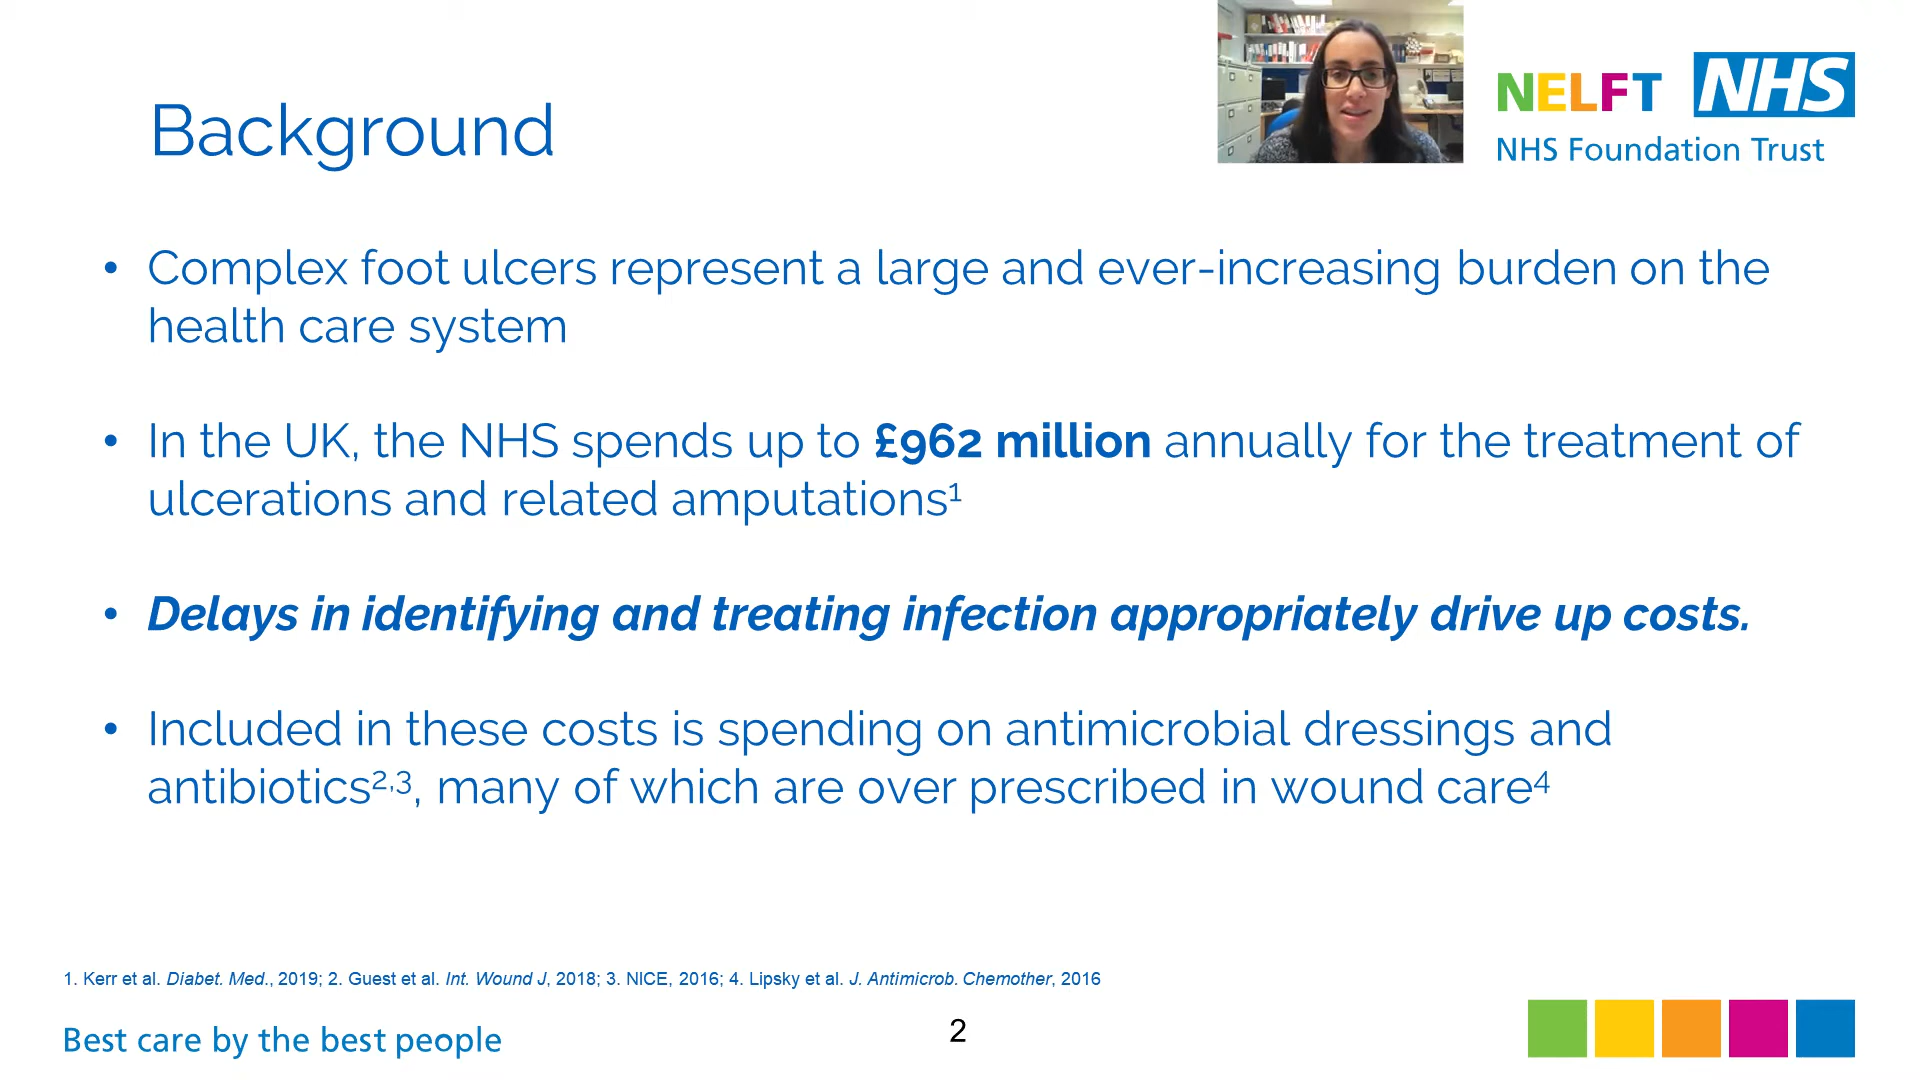 NELFT NHS
NHS Foundation Trust
Background
• Complex foot ulcers represent a large and ever-increasing burden on the
health care system
• In the UK, the NHS spends up to £962 million annually for the treatment of
ulcerations and related amputations¹
• Delays in identifying and treating infection appropriately drive up costs.
• Included in these costs is spending on antimicrobial dressings and
antibiotics²,³, many of which are over prescribed in wound care⁴
1. Kerr et al. Diabet. Med., 2019; 2. Guest et al. Int. Wound J, 2018; 3. NICE, 2016; 4. Lipsky et al. J. Antimicrob. Chemother, 2016
Best care by the best people
2